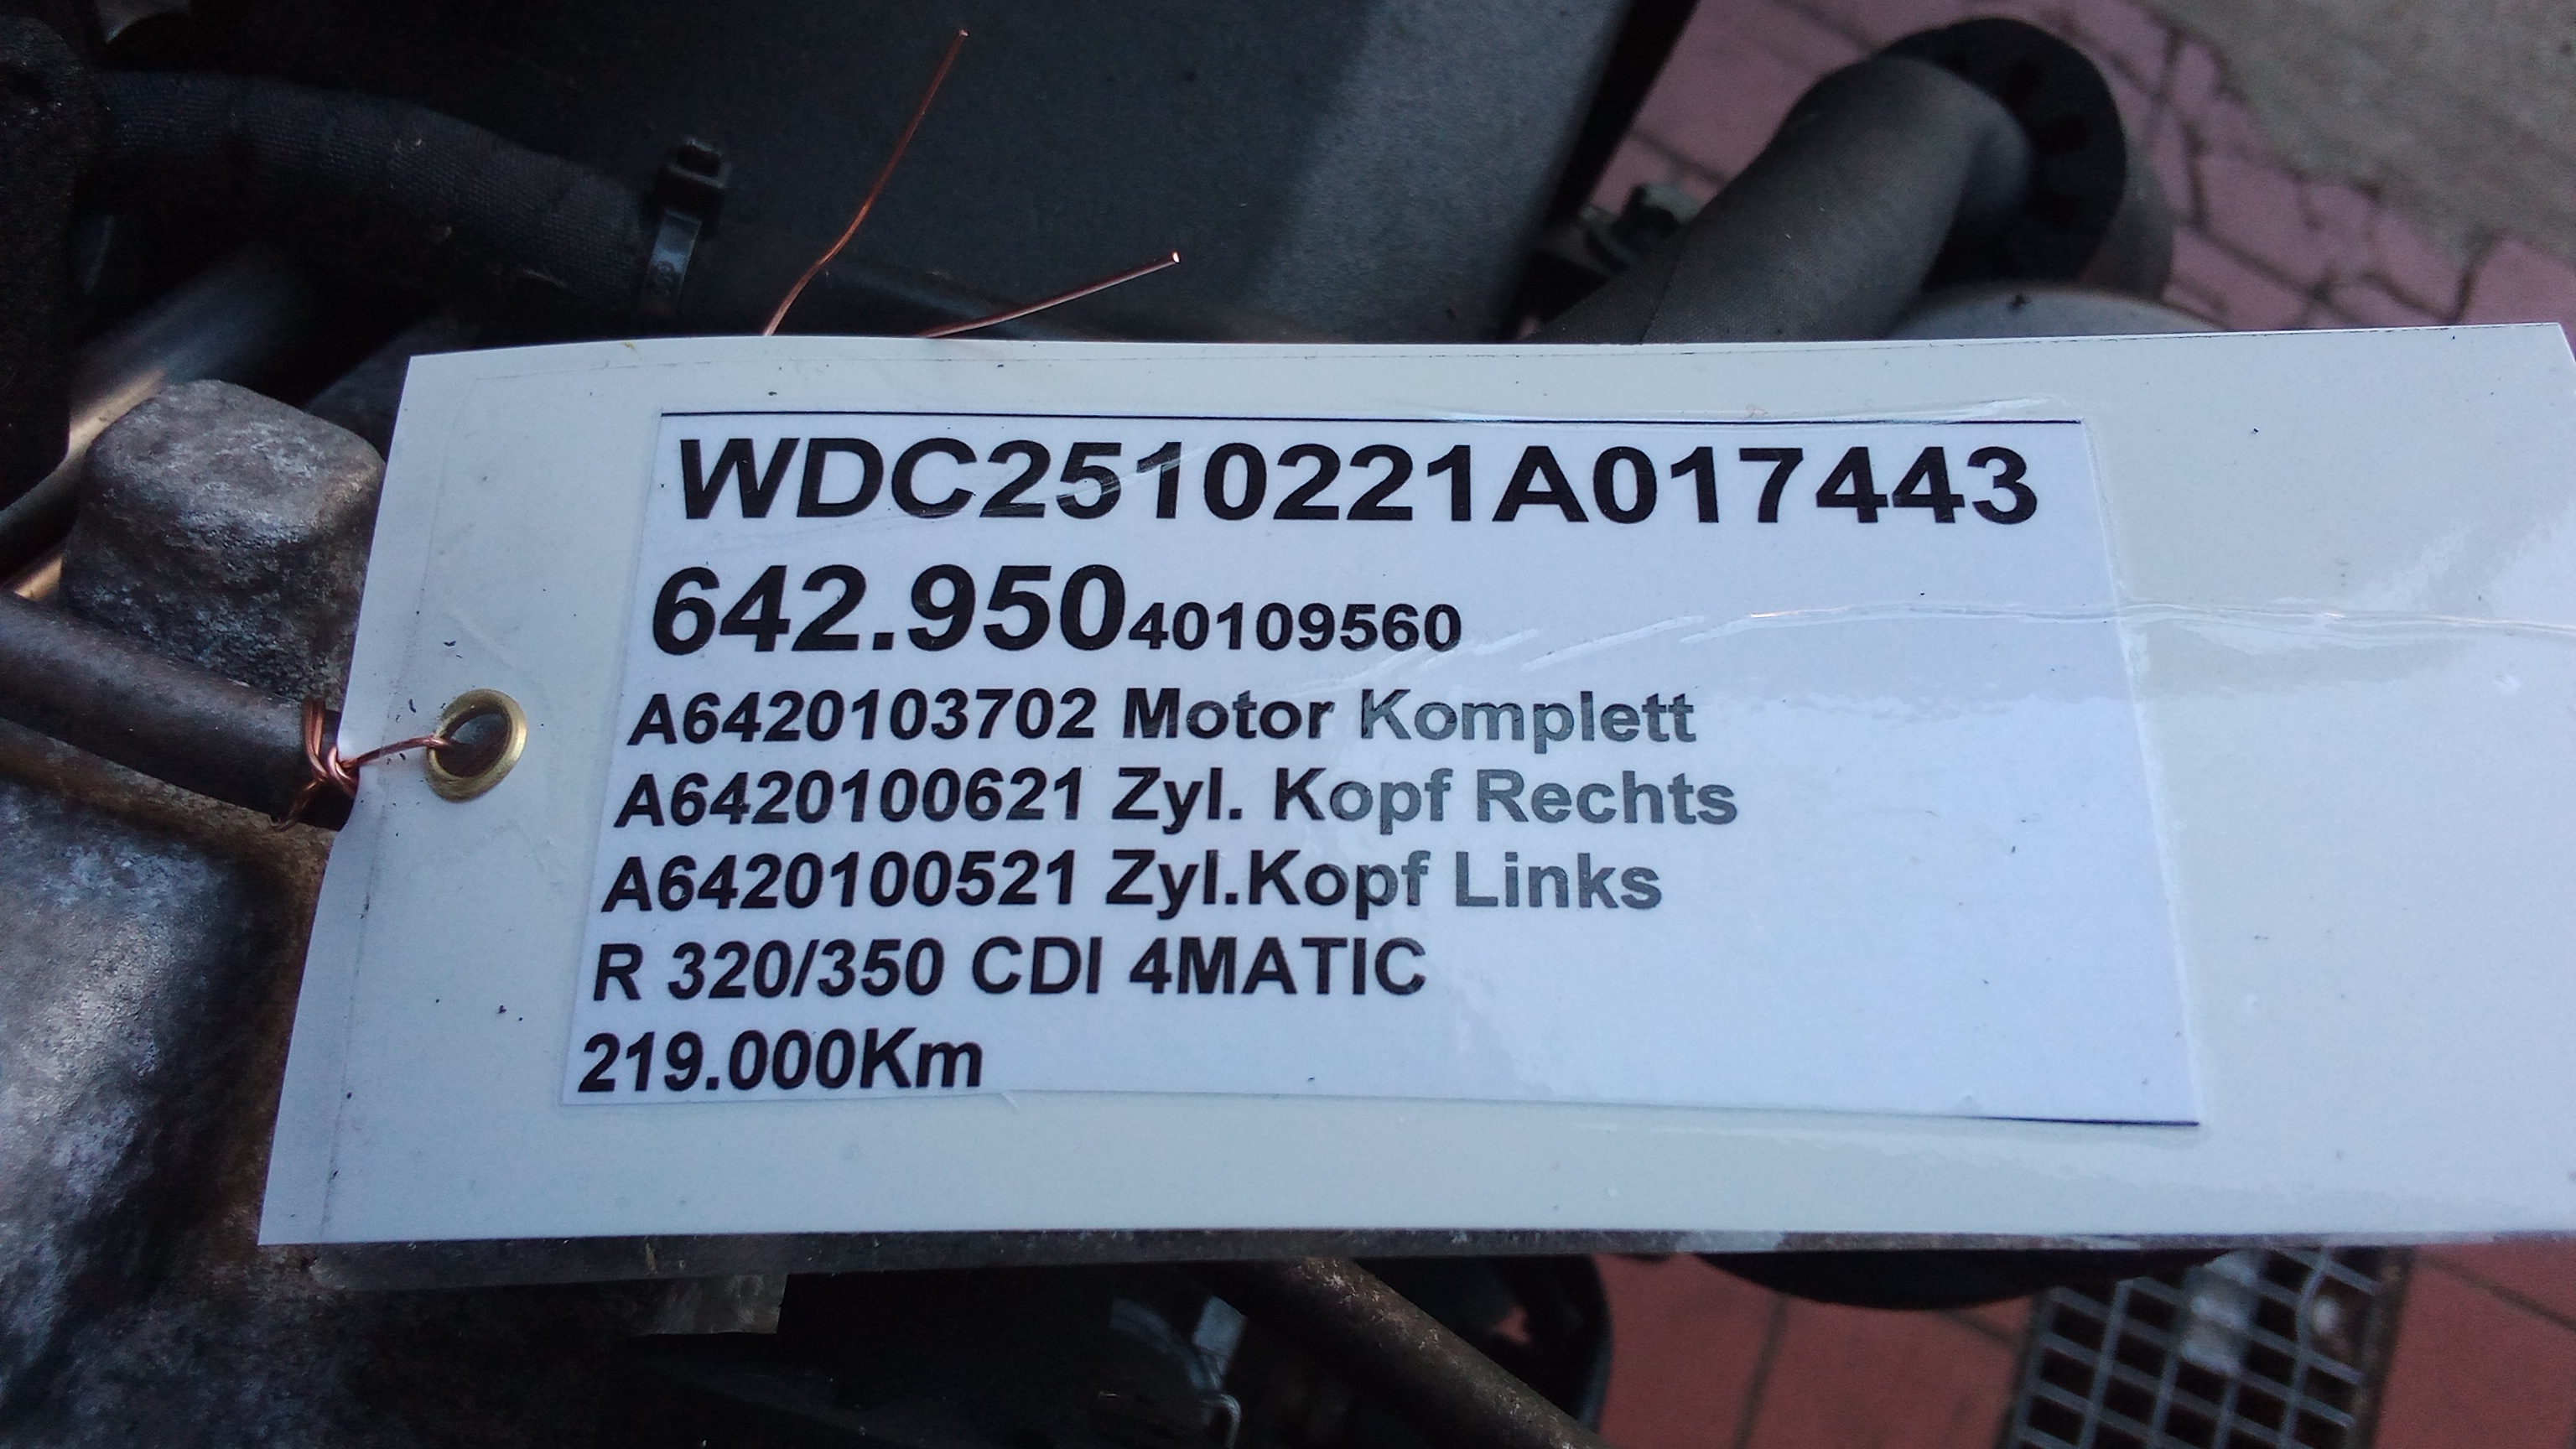 WDC2510221A017443
642.95040109560
A6420103702 Motor Komplett
A6420100621 Zyl. Kopf Rechts
A6420100521 Zyl.Kopf Links
R 320/350 CDI 4MATIC
219.000Km